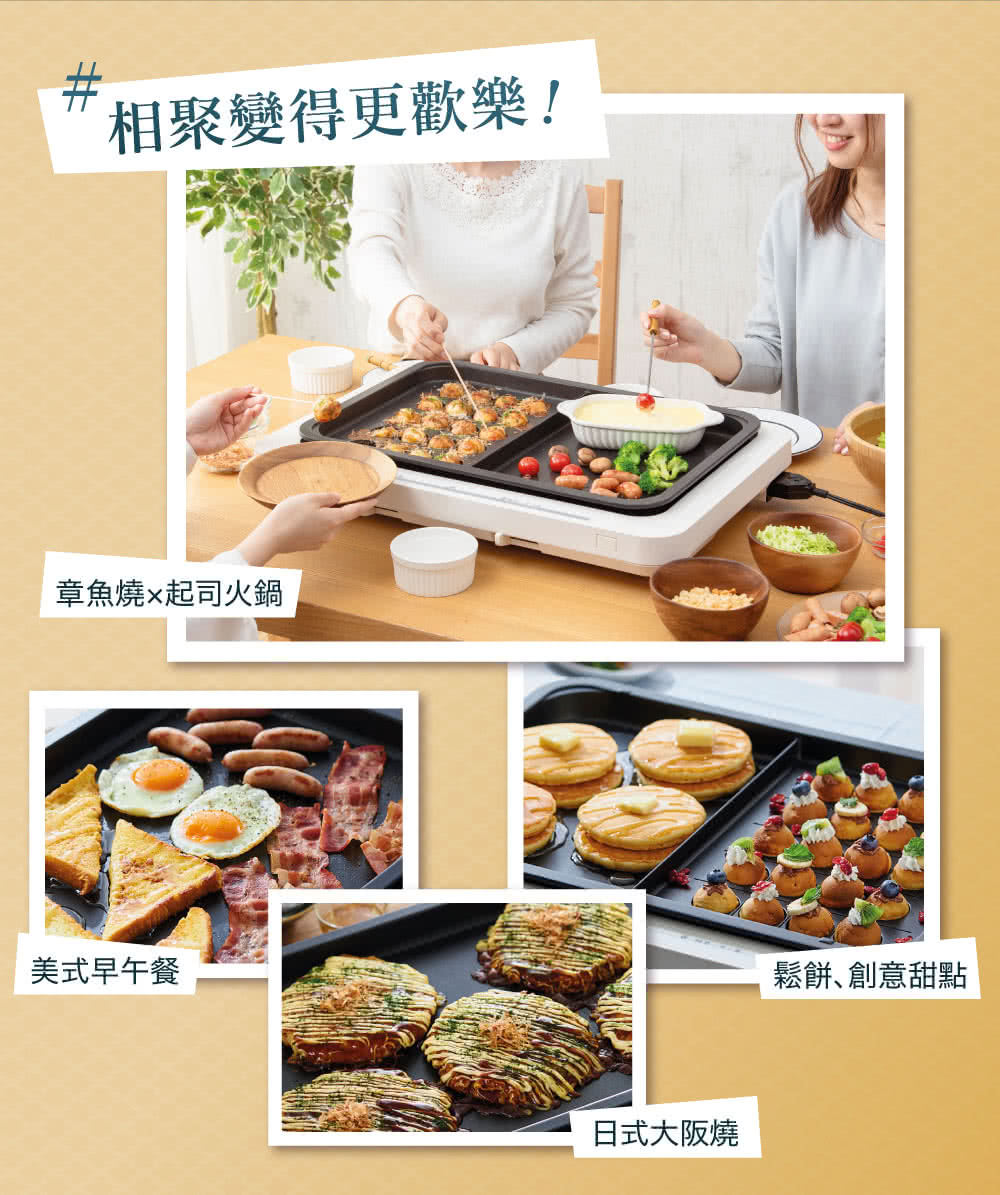 #相聚變得更歡樂!
章魚燒×起司火鍋
美式早午餐
鬆餅、創意甜點
日式大阪燒